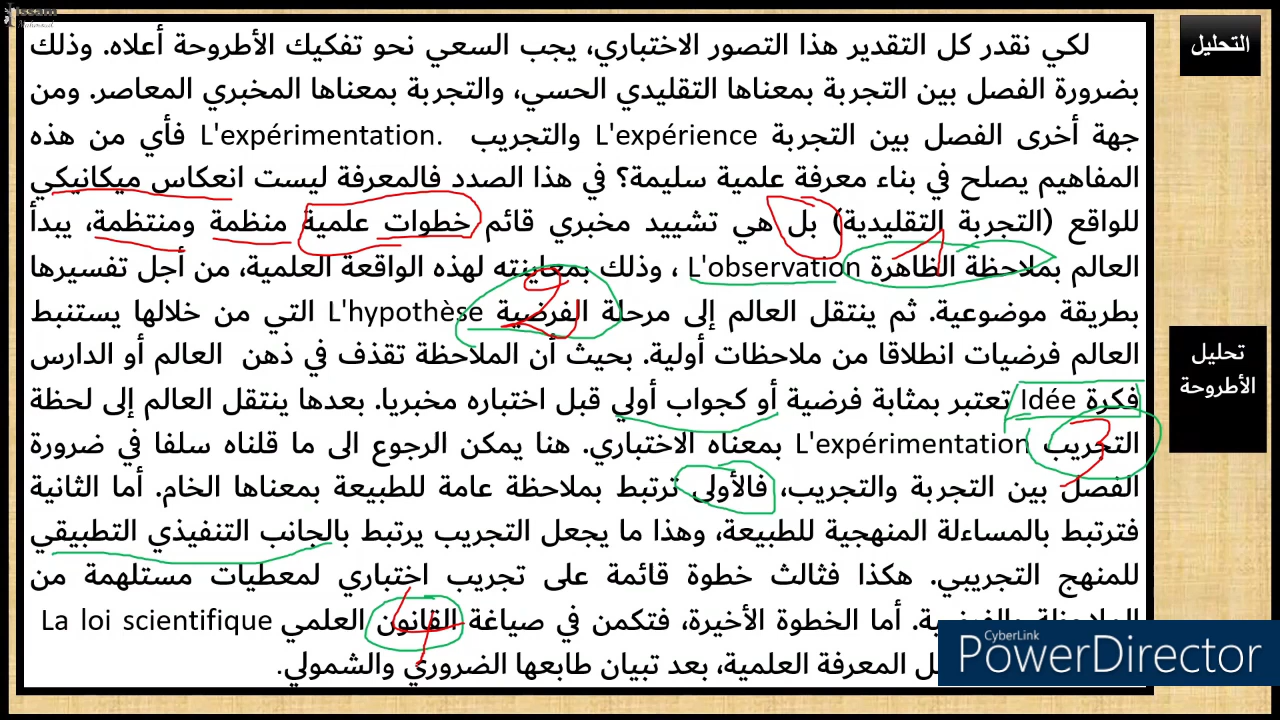 Issam
Muhammed
التحليل
لكي نقدر كل التقدير هذا التصور الاختباري، يجب السعي نحو تفكيك الأطروحة أعلاه. وذلك
بضرورة الفصل بين التجربة بمعناها التقليدي الحسي، والتجربة بمعناها المخبري المعاصر. ومن
جهة أخرى الفصل بين التجربة L'expérience والتجريب L'expérimentation. فأي من هذه
المفاهيم يصلح في بناء معرفة علمية سليمة؟ في هذا الصدد فالمعرفة ليست انعكاس ميكانيكي
للواقع (التجربة التقليدية) بل هي تشييد مخبري قائم خطوات علمية منظمة ومنتظمة، يبدأ
العالم بملاحظة الظاهرة L'observation ، وذلك بمعاينته لهذه الواقعة العلمية، من أجل تفسيرها
بطريقة موضوعية. ثم ينتقل العالم إلى مرحلة الفرضية L'hypothèse التي من خلالها يستنبط
العالم فرضيات انطلاقا من ملاحظات أولية. بحيث أن الملاحظة تقذف في ذهن العالم أو الدارس
فكرة Idée تعتبر بمثابة فرضية أو كجواب أولي قبل اختباره مخبريا. بعدها ينتقل العالم إلى لحظة
التجريب L'expérimentation بمعناه الاختباري. هنا يمكن الرجوع الى ما قلناه سلفا في ضرورة
الفصل بين التجربة والتجريب، فالأولى ترتبط بملاحظة عامة للطبيعة بمعناها الخام. أما الثانية
فترتبط بالمساءلة المنهجية للطبيعة، وهذا ما يجعل التجريب يرتبط بالجانب التنفيذي التطبيقي
للمنهج التجريبي. هكذا فثالث خطوة قائمة على تجريب اختباري لمعطيات مستلهمة من
أما الخطوة الأخيرة، فتكمن في صياغة القانون العلمي La loi scientifique
المعرفة العلمية، بعد تبيان طابعها الضروري والشمولي.
تحليل
الأطروحة
1
2
3
4
CyberLink
PowerDirector